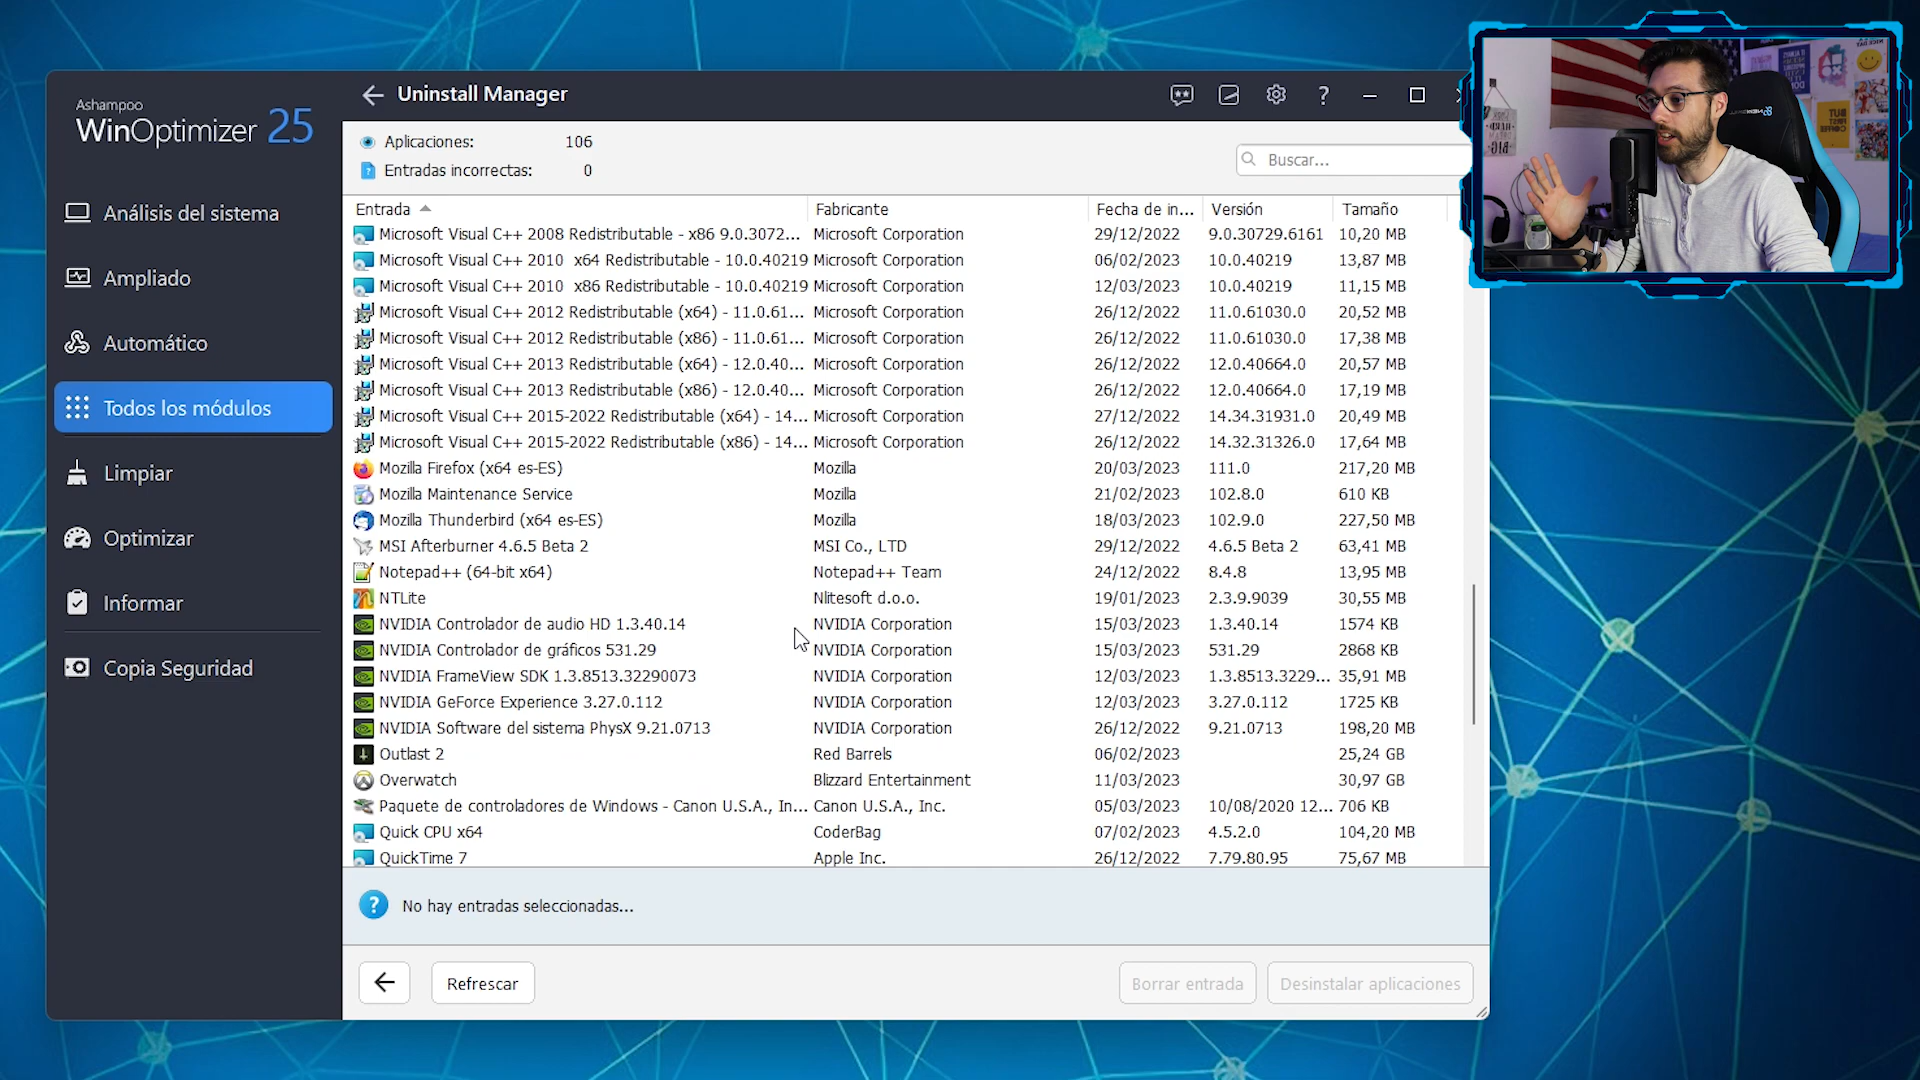 Ashampoo
WinOptimizer 25
Uninstall Manager
?
Análisis del sistema
Ampliado
Automático
Todos los módulos
Limpiar
Optimizar
Informar
Copia Seguridad
Aplicaciones: 106
Entradas incorrectas: 0
Buscar...
Entrada Fabricante Fecha de in... Versión Tamaño
Microsoft Visual C++ 2008 Redistributable - x86 9.0.3072... Microsoft Corporation 29/12/2022 9.0.30729.6161 10,20 MB
Microsoft Visual C++ 2010 x64 Redistributable - 10.0.40219 Microsoft Corporation 06/02/2023 10.0.40219 13,87 MB
Microsoft Visual C++ 2010 x86 Redistributable - 10.0.40219 Microsoft Corporation 12/03/2023 10.0.40219 11,15 MB
Microsoft Visual C++ 2012 Redistributable (x64) - 11.0.61... Microsoft Corporation 26/12/2022 11.0.61030.0 20,52 MB
Microsoft Visual C++ 2012 Redistributable (x86) - 11.0.61... Microsoft Corporation 26/12/2022 11.0.61030.0 17,38 MB
Microsoft Visual C++ 2013 Redistributable (x64) - 12.0.40... Microsoft Corporation 26/12/2022 12.0.40664.0 20,57 MB
Microsoft Visual C++ 2013 Redistributable (x86) - 12.0.40... Microsoft Corporation 26/12/2022 12.0.40664.0 17,19 MB
Microsoft Visual C++ 2015-2022 Redistributable (x64) - 14... Microsoft Corporation 27/12/2022 14.34.31931.0 20,49 MB
Microsoft Visual C++ 2015-2022 Redistributable (x86) - 14... Microsoft Corporation 26/12/2022 14.32.31326.0 17,64 MB
Mozilla Firefox (x64 es-ES) Mozilla 20/03/2023 111.0 217,20 MB
Mozilla Maintenance Service Mozilla 21/02/2023 102.8.0 610 KB
Mozilla Thunderbird (x64 es-ES) Mozilla 18/03/2023 102.9.0 227,50 MB
MSI Afterburner 4.6.5 Beta 2 MSI Co., LTD 29/12/2022 4.6.5 Beta 2 63,41 MB
Notepad++ (64-bit x64) Notepad++ Team 24/12/2022 8.4.8 13,95 MB
NTLite Nlitesoft d.o.o. 19/01/2023 2.3.9.9039 30,55 MB
NVIDIA Controlador de audio HD 1.3.40.14 NVIDIA Corporation 15/03/2023 1.3.40.14 1574 KB
NVIDIA Controlador de gráficos 531.29 NVIDIA Corporation 15/03/2023 531.29 2868 KB
NVIDIA FrameView SDK 1.3.8513.32290073 NVIDIA Corporation 12/03/2023 1.3.8513.3229... 35,91 MB
NVIDIA GeForce Experience 3.27.0.112 NVIDIA Corporation 12/03/2023 3.27.0.112 1725 KB
NVIDIA Software del sistema PhysX 9.21.0713 NVIDIA Corporation 26/12/2022 9.21.0713 198,20 MB
Outlast 2 Red Barrels 06/02/2023 25,24 GB
Overwatch Blizzard Entertainment 11/03/2023 30,97 GB
Paquete de controladores de Windows - Canon U.S.A., In... Canon U.S.A., Inc. 05/03/2023 10/08/2020 12... 706 KB
Quick CPU x64 CoderBag 07/02/2023 4.5.2.0 104,20 MB
QuickTime 7 Apple Inc. 26/12/2022 7.79.80.95 75,67 MB
? No hay entradas seleccionadas...
Refrescar
Borrar entrada
Desinstalar aplicaciones
BUT
FIRST
COFFEE